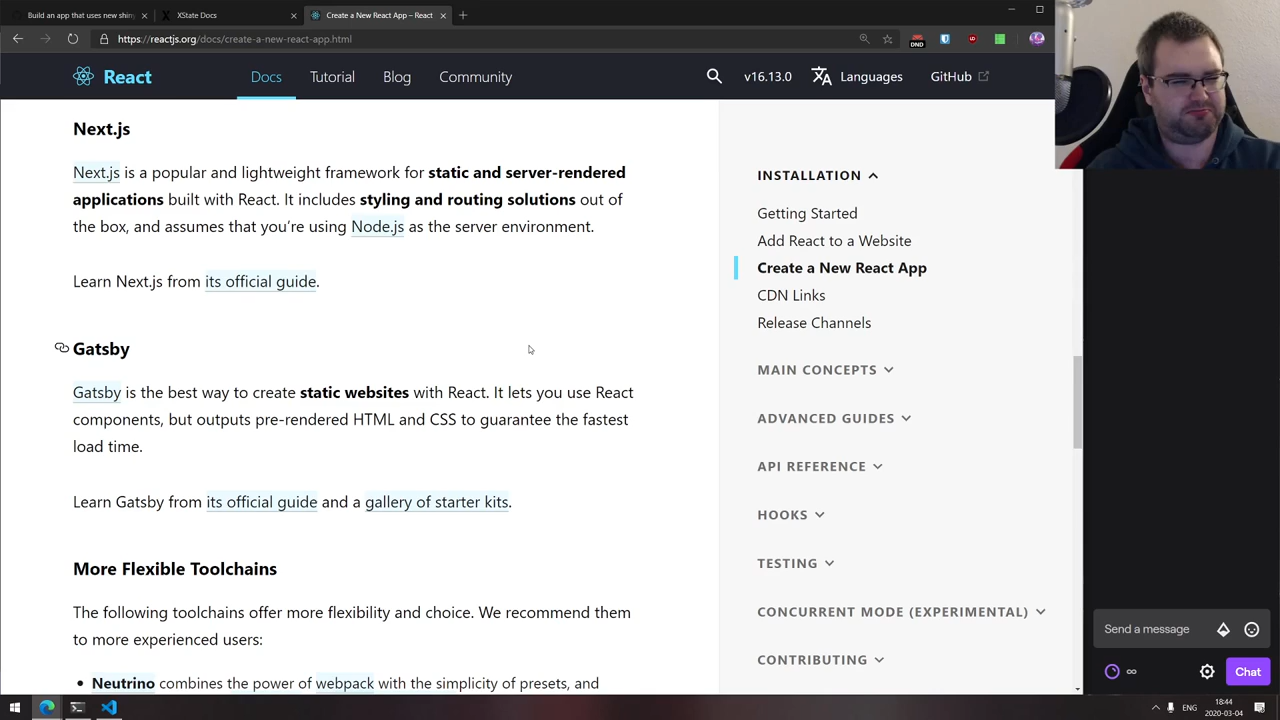 Build an app that uses new shin
XState Docs
Create a New React App – React
https://reactjs.org/docs/create-a-new-react-app.html
DND
React
Docs
Tutorial
Blog
Community
v16.13.0
Languages
GitHub
Next.js
Next.js is a popular and lightweight framework for static and server-rendered
applications built with React. It includes styling and routing solutions out of
the box, and assumes that you’re using Node.js as the server environment.
Learn Next.js from its official guide.
Gatsby
Gatsby is the best way to create static websites with React. It lets you use React
components, but outputs pre-rendered HTML and CSS to guarantee the fastest
load time.
Learn Gatsby from its official guide and a gallery of starter kits.
More Flexible Toolchains
The following toolchains offer more flexibility and choice. We recommend them
to more experienced users:
• Neutrino combines the power of webpack with the simplicity of presets, and
INSTALLATION
Getting Started
Add React to a Website
Create a New React App
CDN Links
Release Channels
MAIN CONCEPTS
ADVANCED GUIDES
API REFERENCE
HOOKS
TESTING
CONCURRENT MODE (EXPERIMENTAL)
CONTRIBUTING
Send a message
∞
Chat
ENG
18:44
2020-03-04